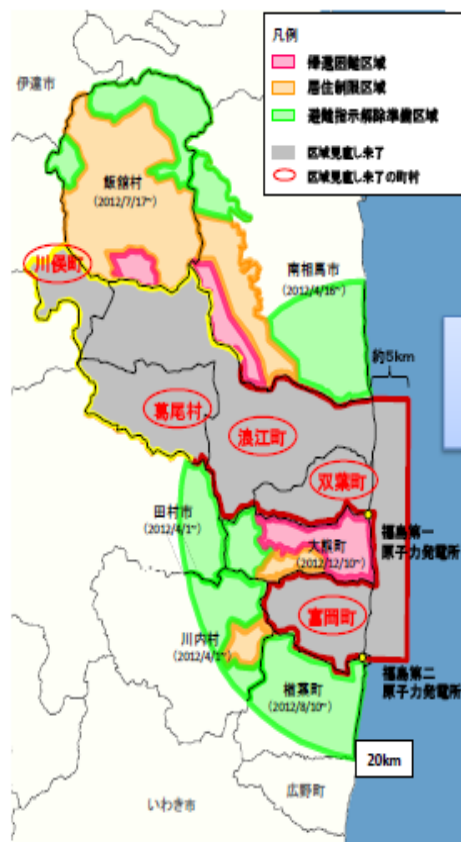 凡例
帰還困難区域
居住制限区域
避難指示解除準備区域
区域見直し未了
区域見直し未了の町村
伊達市
飯舘村
(2012/7/17~)
川俣町
南相馬市
(2012/4/16~)
約5km
葛尾村
浪江町
双葉町
田村市
(2012/4/1~)
福島第一
原子力発電所
大熊町
(2012/12/10~)
富岡町
川内村
(2012/4/1~)
福島第二
原子力発電所
楢葉町
(2012/8/10~)
20km
広野町
いわき市